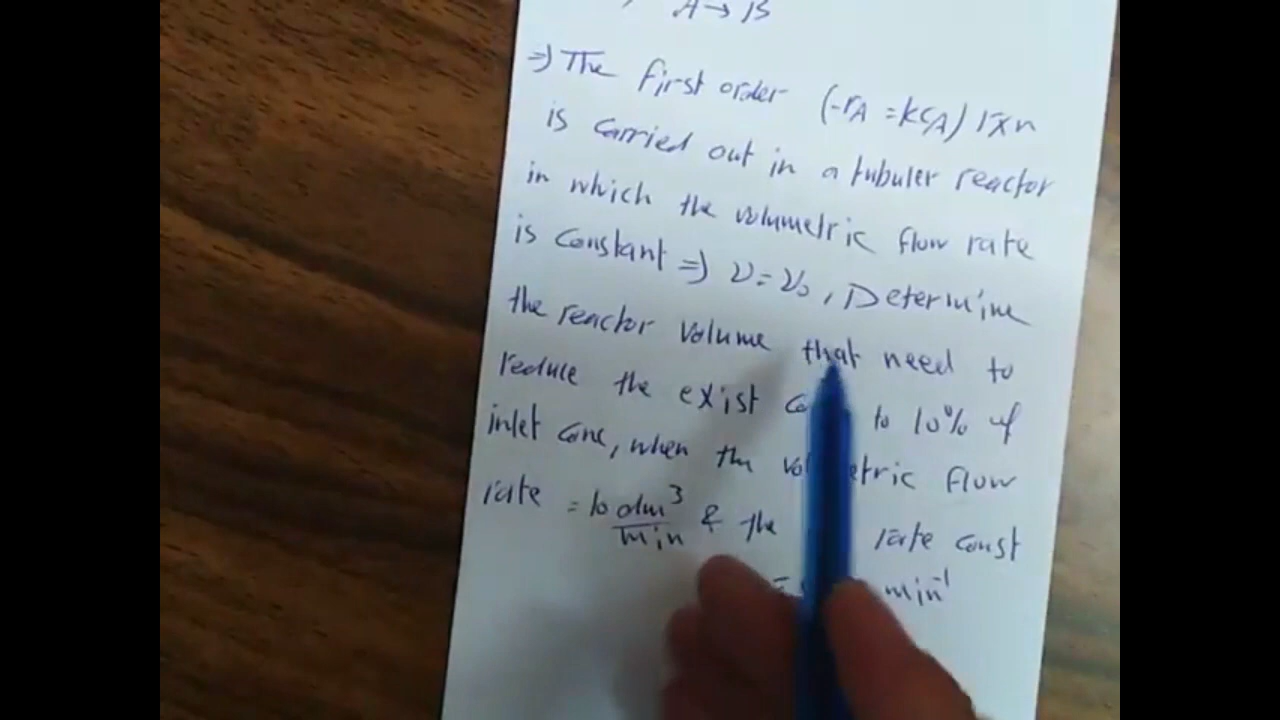 A → B
⇒ The first order (-rA = kCA) rxn
is carried out in a tubuler reactor
in which the volumetric flow rate
is constant ⇒ υ = υ₀, Determine
the reactor volume that need to
reduce the exist to 10% of
inlet conc, when the flow
rate = 10 dm³/min & the rate const
= min⁻¹